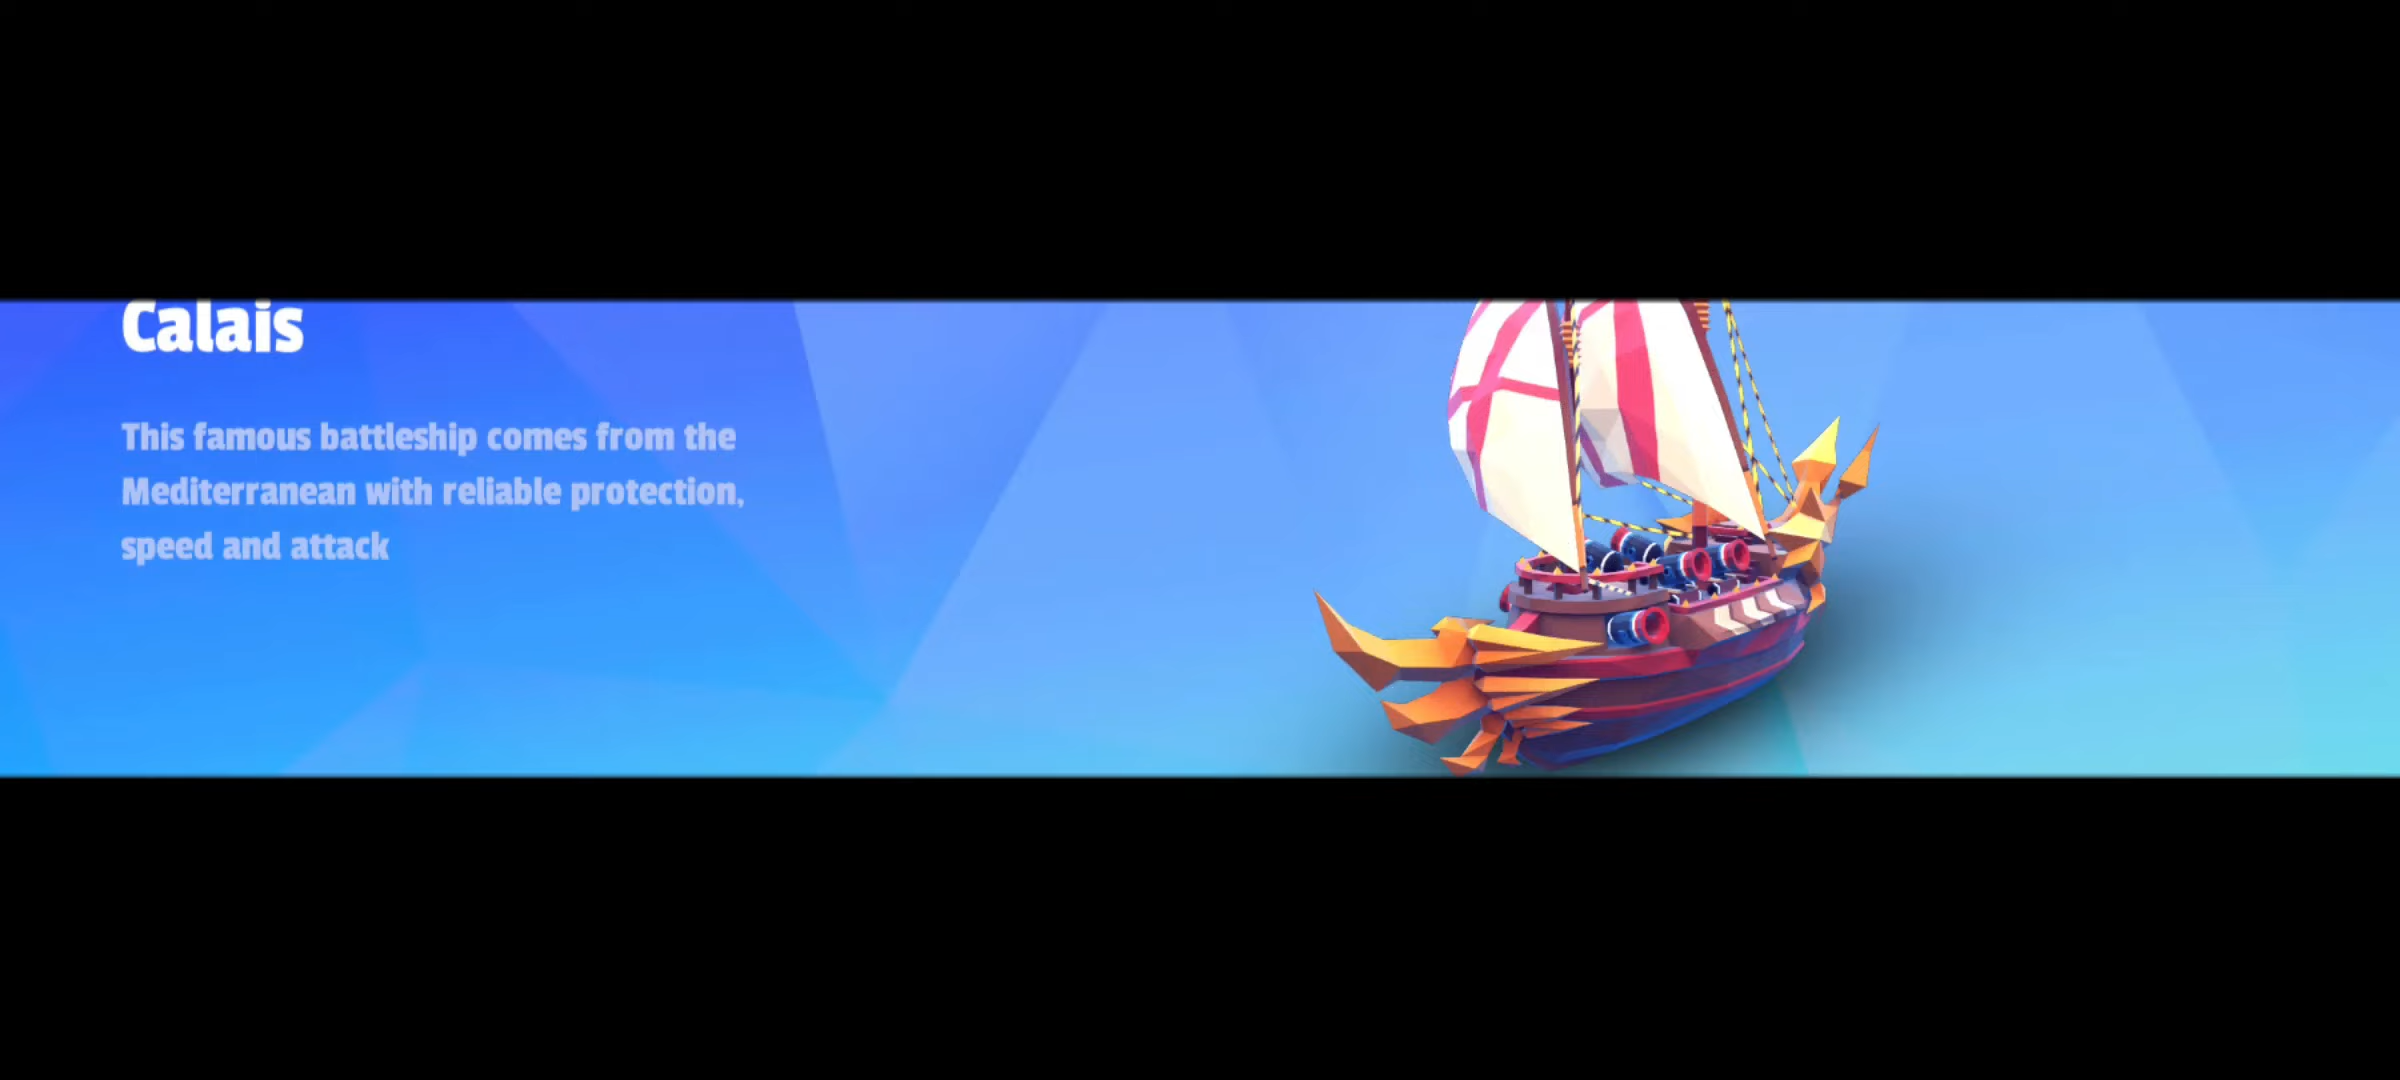 Calais
This famous battleship comes from the
Mediterranean with reliable protection,
speed and attack